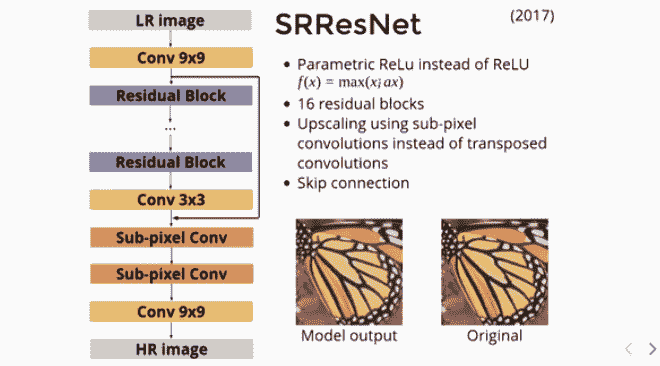 LR image
Conv 9x9
Residual Block
...
Residual Block
Conv 3x3
Sub-pixel Conv
Sub-pixel Conv
Conv 9x9
HR image
SRResNet
(2017)
Parametric ReLu instead of ReLU
f(x) = max(x; ax)
16 residual blocks
Upscaling using sub-pixel
convolutions instead of transposed
convolutions
Skip connection
Model output
Original